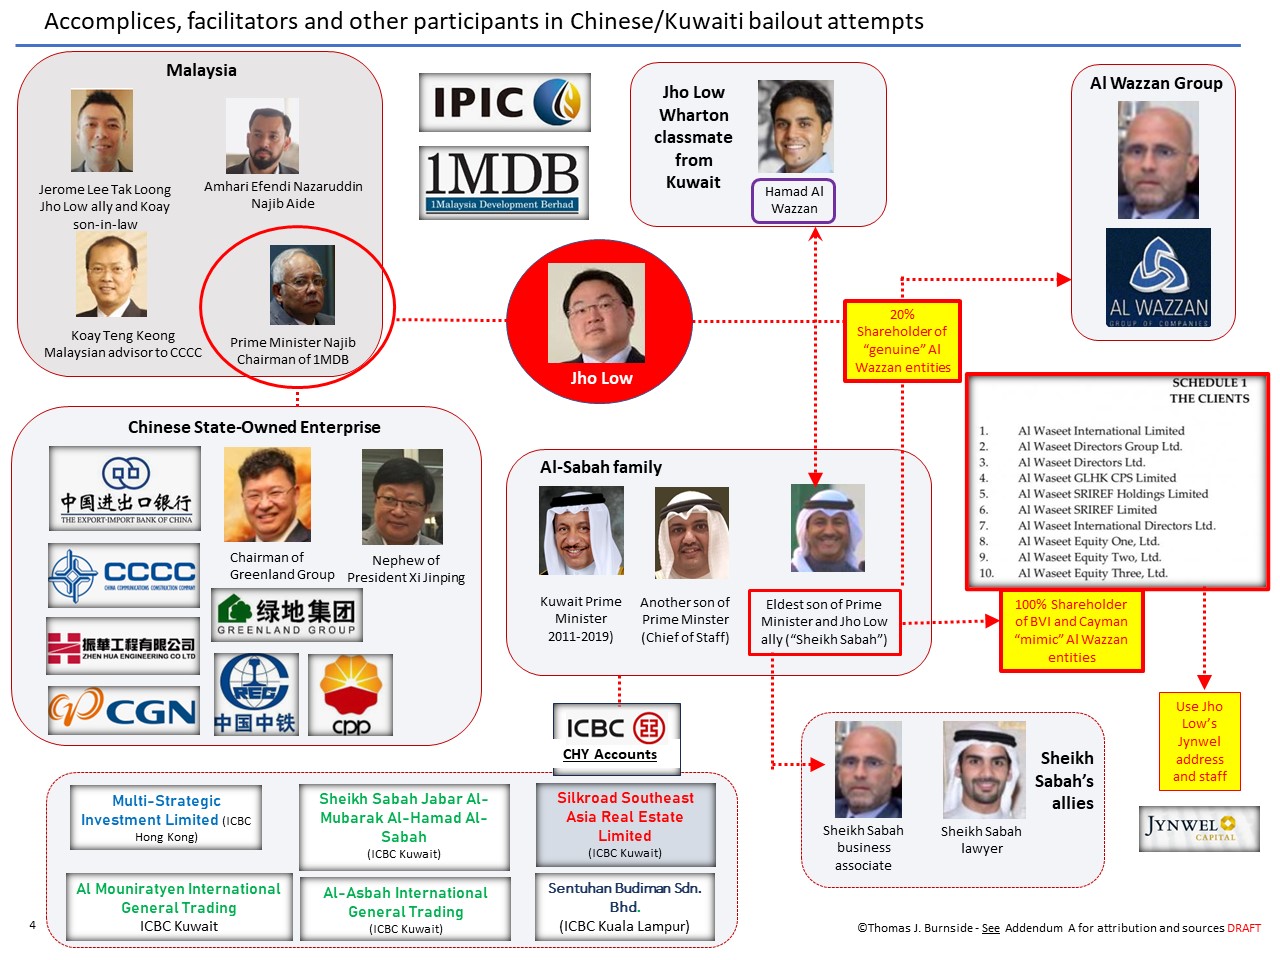 Accomplices, facilitators and other participants in Chinese/Kuwaiti bailout attempts
Malaysia
Jerome Lee Tak Loong
Jho Low ally and Koay
son-in-law
Amhari Efendi Nazaruddin
Najib Aide
Koay Teng Keong
Malaysian advisor to CCCC
Prime Minister Najib
Chairman of 1MDB
IPIC
1MDB
1Malaysia Development Berhad
Jho Low
Wharton
classmate
from
Kuwait
Hamad Al
Wazzan
Al Wazzan Group
AL WAZZAN
GROUP OF COMPANIES
Jho Low
20%
Shareholder of
“genuine” Al
Wazzan entities
SCHEDULE 1
THE CLIENTS
1. Al Waseet International Limited
2. Al Waseet Directors Group Ltd.
3. Al Waseet Directors Ltd.
4. Al Waseet GLHK CPS Limited
5. Al Waseet SRIREF Holdings Limited
6. Al Waseet SRIREF Limited
7. Al Waseet International Directors Ltd.
8. Al Waseet Equity One, Ltd.
9. Al Waseet Equity Two, Ltd.
10. Al Waseet Equity Three, Ltd.
Chinese State-Owned Enterprise
中国进出口银行
THE EXPORT-IMPORT BANK OF CHINA
Chairman of
Greenland Group
Nephew of
President Xi Jinping
CCCC
CHINA COMMUNICATIONS CONSTRUCTION COMPANY
绿地集团
GREENLAND GROUP
振華工程有限公司
ZHEN HUA ENGINEERING CO LTD
CREC
中国中铁
cpp
CGN
Al-Sabah family
Kuwait Prime
Minister
2011-2019)
Another son of
Prime Minster
(Chief of Staff)
Eldest son of Prime
Minister and Jho Low
ally (“Sheikh Sabah”)
100% Shareholder
of BVI and Cayman
“mimic” Al Wazzan
entities
Use Jho
Low’s
Jynwel
address
and staff
JYNWEL
CAPITAL
ICBC
CHY Accounts
Sheikh
Sabah’s
allies
Sheikh Sabah
business
associate
Sheikh Sabah
lawyer
Multi-Strategic
Investment Limited (ICBC
Hong Kong)
Sheikh Sabah Jabar Al-
Mubarak Al-Hamad Al-
Sabah
(ICBC Kuwait)
Silkroad Southeast
Asia Real Estate
Limited
(ICBC Kuwait)
Al Mouniratyen International
General Trading
ICBC Kuwait
Al-Asbah International
General Trading
(ICBC Kuwait)
Sentuhan Budiman Sdn.
Bhd.
(ICBC Kuala Lumpur)
4
©Thomas J. Burnside - See Addendum A for attribution and sources DRAFT